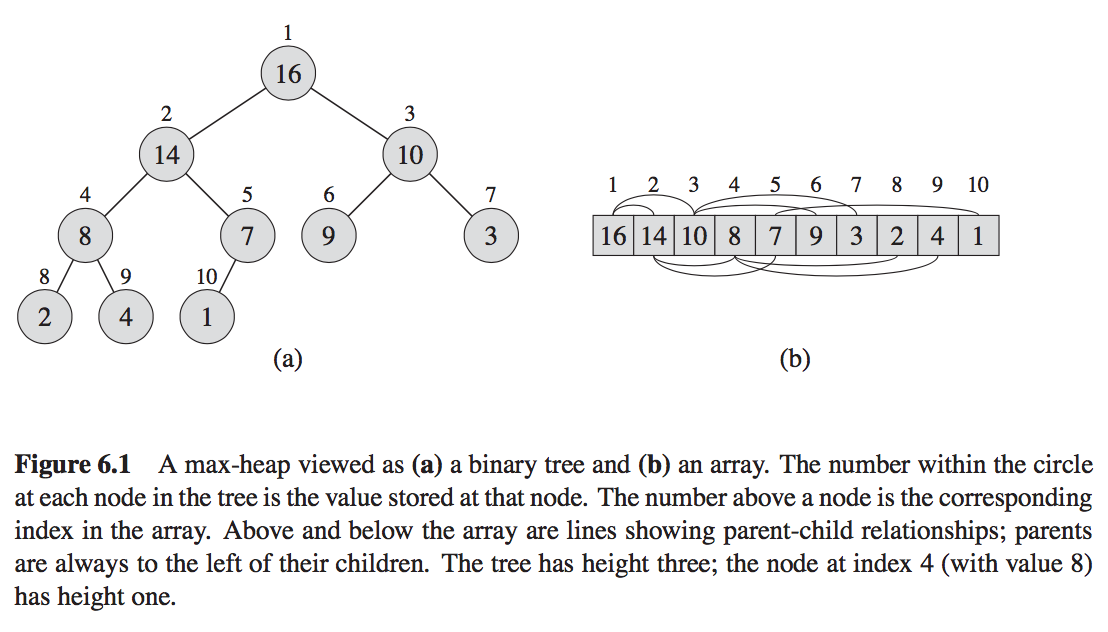 1
16
2
3
14
10
4
5
6
7
8
7
9
3
8
9
10
2
4
1
(a)
1 2 3 4 5 6 7 8 9 10
16 14 10 8 7 9 3 2 4 1
(b)
Figure 6.1 A max-heap viewed as (a) a binary tree and (b) an array. The number within the circle
at each node in the tree is the value stored at that node. The number above a node is the corresponding
index in the array. Above and below the array are lines showing parent-child relationships; parents
are always to the left of their children. The tree has height three; the node at index 4 (with value 8)
has height one.